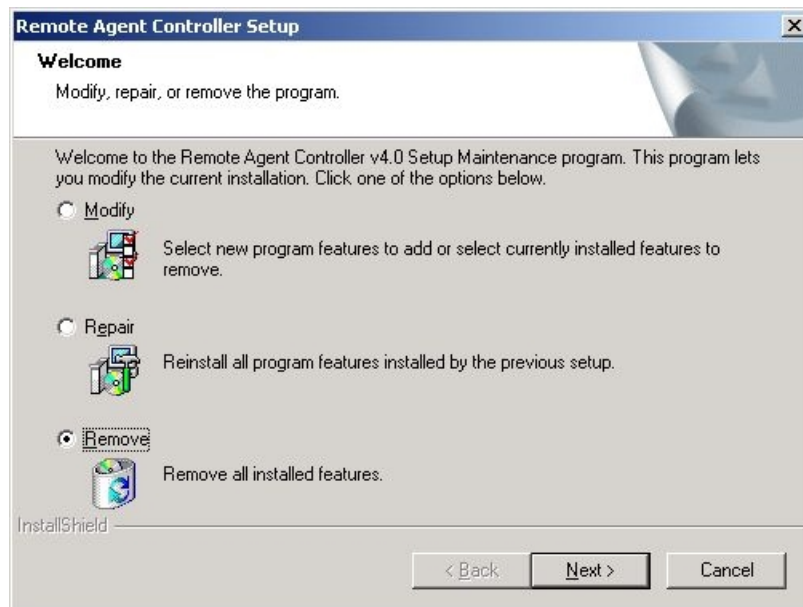 Remote Agent Controller Setup
Welcome
Modify, repair, or remove the program.
Welcome to the Remote Agent Controller v4.0 Setup Maintenance program. This program lets
you modify the current installation. Click one of the options below.
Modify
Select new program features to add or select currently installed features to
remove.
Repair
Reinstall all program features installed by the previous setup.
Remove
Remove all installed features.
InstallShield
< Back
Next >
Cancel